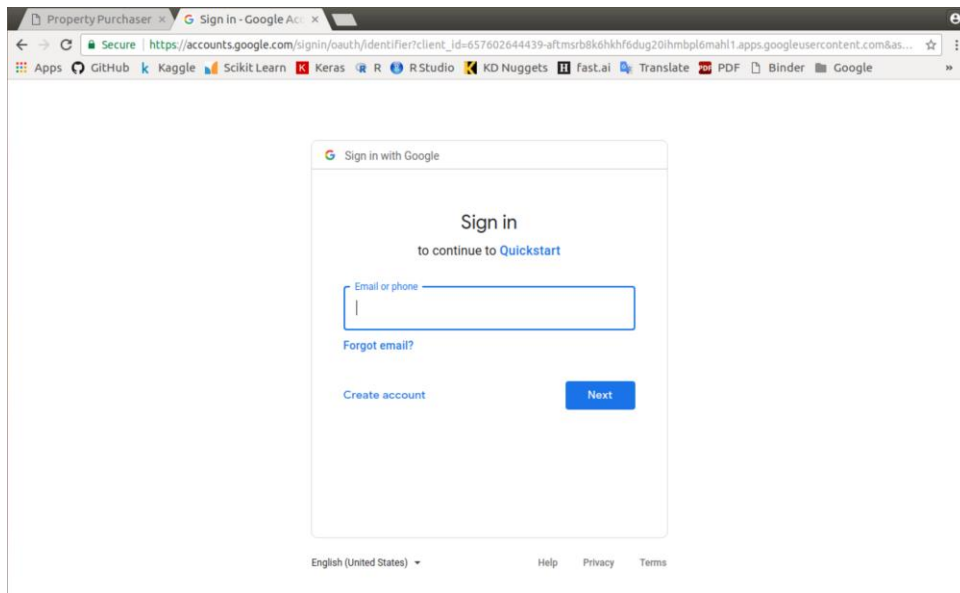 Property Purchaser
Sign in - Google Acc
Secure https://accounts.google.com/signin/oauth/identifier?client_id=657602644439-aftmsrb8k6hkhf6dug20ihmbpl6mahl1.apps.googleusercontent.com&as...
Apps GitHub Kaggle Scikit Learn Keras R RStudio KD Nuggets fast.ai Translate PDF Binder Google
Sign in with Google
Sign in
to continue to Quickstart
Email or phone
Forgot email?
Create account Next
English (United States) Help Privacy Terms